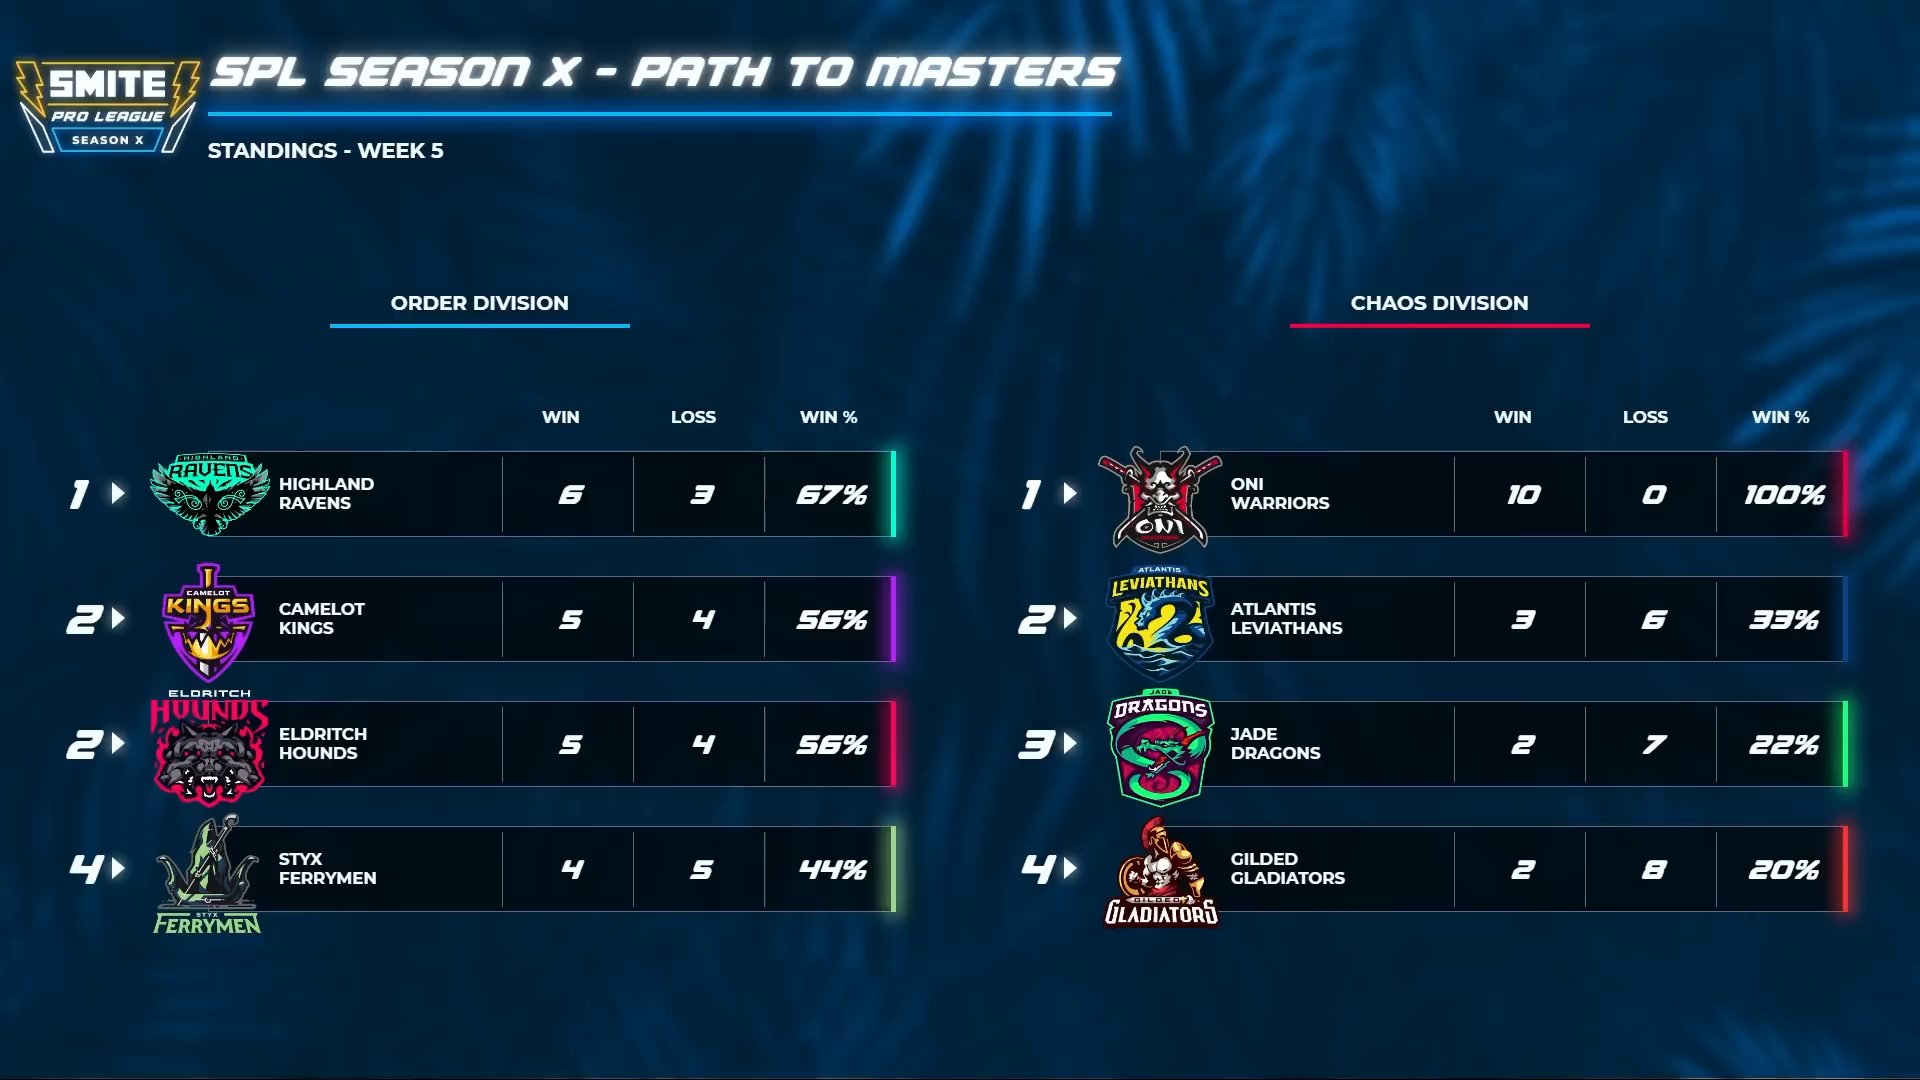 SMITE
PRO LEAGUE
SEASON X
SPL SEASON X - PATH TO MASTERS
STANDINGS - WEEK 5
ORDER DIVISION
WIN LOSS WIN %
1 HIGHLAND RAVENS HIGHLAND
RAVENS 6 3 67%
2 CAMELOT KINGS CAMELOT
KINGS 5 4 56%
2 ELDRITCH HOUNDS ELDRITCH
HOUNDS 5 4 56%
4 STYX FERRYMEN STYX
FERRYMEN 4 5 44%
CHAOS DIVISION
WIN LOSS WIN %
1 ONI ONI
WARRIORS 10 0 100%
2 ATLANTIS LEVIATHANS ATLANTIS
LEVIATHANS 3 6 33%
3 JADE DRAGONS JADE
DRAGONS 2 7 22%
4 GILDED GLADIATORS GILDED
GLADIATORS 2 8 20%